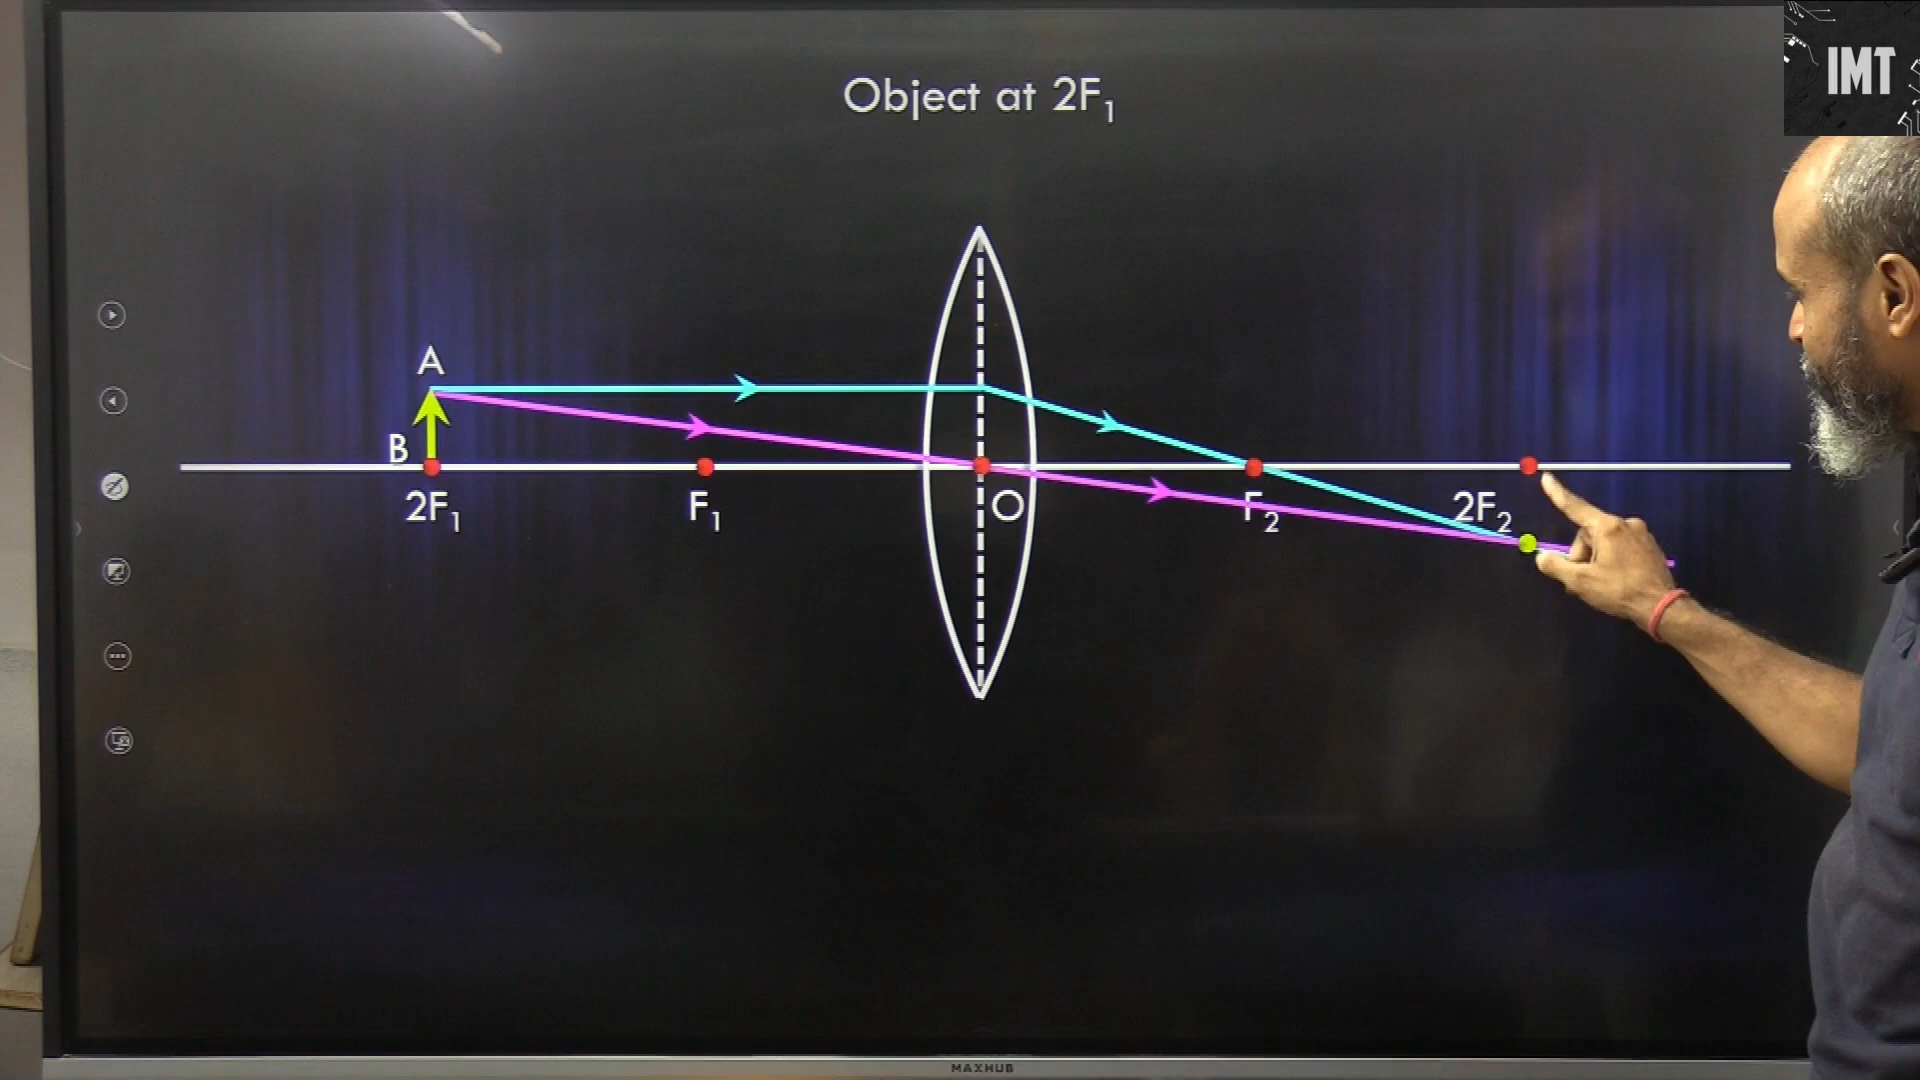 IMT
Object at 2F₁
A
B
2F₁ F₁ O F₂ 2F₂
MAXHUB